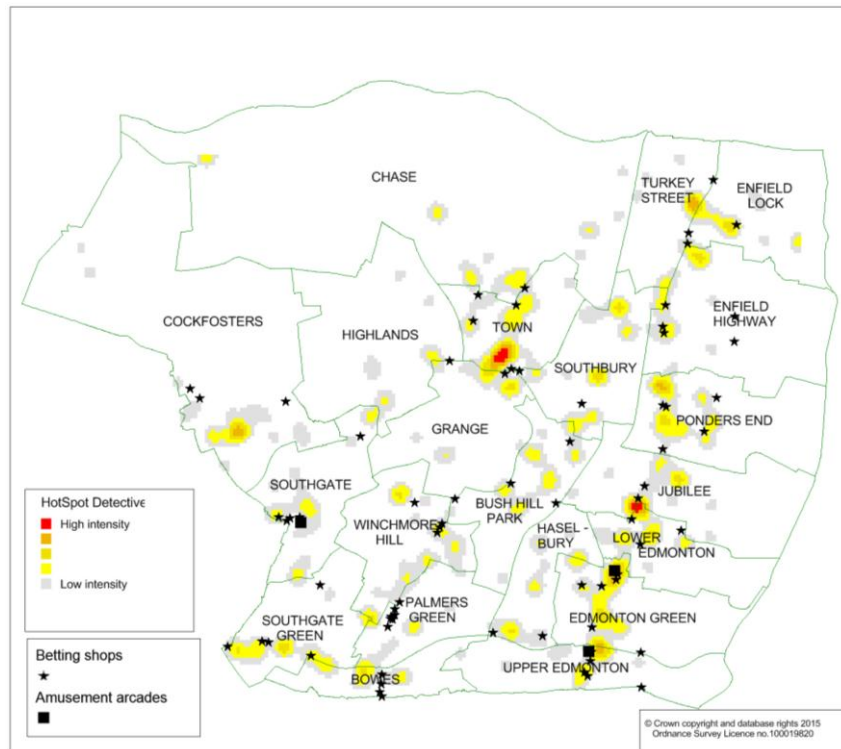 CHASE
TURKEY
STREET
ENFIELD
LOCK
COCKFOSTERS
HIGHLANDS
TOWN
ENFIELD
HIGHWAY
SOUTHBURY
GRANGE
PONDERS END
SOUTHGATE
BUSH HILL
PARK
JUBILEE
WINCHMORE
HILL
HASEL -
BURY
LOWER
EDMONTON
PALMERS
GREEN
SOUTHGATE
GREEN
EDMONTON GREEN
UPPER EDMONTON
BOWES
HotSpot Detective
High intensity
Low intensity
Betting shops
Amusement arcades
© Crown copyright and database rights 2015
Ordnance Survey Licence no.100019820